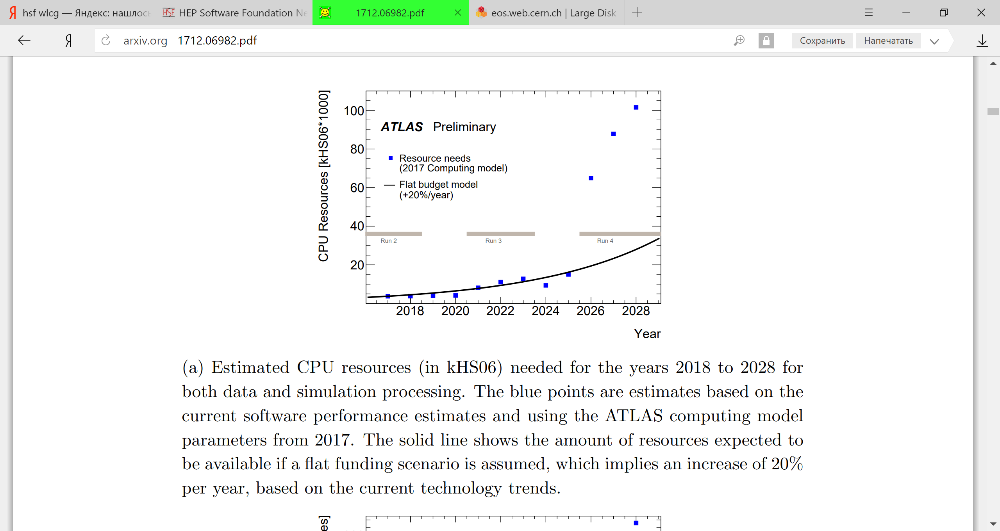 hsf wlcg — Яндекс: нашлось
HEP Software Foundation Ne
1712.06982.pdf
eos.web.cern.ch | Large Disk
arxiv.org 1712.06982.pdf
Сохранить
Напечатать
CPU Resources [kHS06*1000]
100
80
60
40
20
ATLAS Preliminary
Resource needs
(2017 Computing model)
Flat budget model
(+20%/year)
Run 2
Run 3
Run 4
2018 2020 2022 2024 2026 2028
Year
(a) Estimated CPU resources (in kHS06) needed for the years 2018 to 2028 for
both data and simulation processing. The blue points are estimates based on the
current software performance estimates and using the ATLAS computing model
parameters from 2017. The solid line shows the amount of resources expected to
be available if a flat funding scenario is assumed, which implies an increase of 20%
per year, based on the current technology trends.
es]